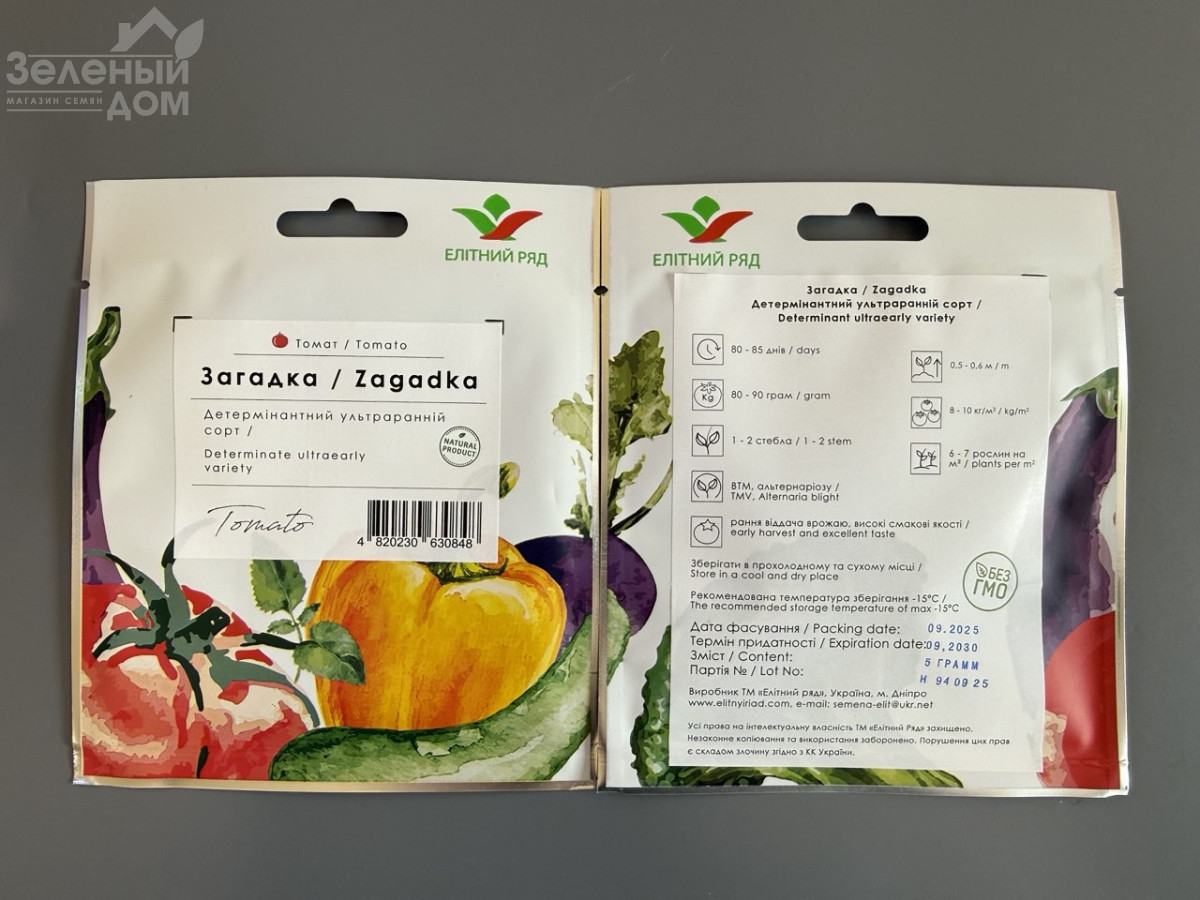 Зеленый
МАГАЗИН СЕМЯН
ДОМ
ЕЛІТНИЙ РЯД
Томат / Tomato
Загадка / Zagadka
Детермінантний ультраранній
сорт /
Determinate ultraearly
variety
NATURAL
PRODUCT
Tomato
4 820230 630848
ЕЛІТНИЙ РЯД
Загадка / Zagadka
Детермінантний ультраранній сорт /
Determinant ultraearly variety
80 - 85 днів / days
0.5 - 0.6 м / m
Kg
80 - 90 грам / gram
8 - 10 кг/м² / kg/m²
1 - 2 стебла / 1 - 2 stem
6 - 7 рослин на
м² / plants per m²
ВТМ, альтернаріозу /
TMV, Alternaria blight
рання віддача врожаю, високі смакові якості /
early harvest and excellent taste
Зберігати в прохолодному та сухому місці /
Store in a cool and dry place
БЕЗ
ГМО
Рекомендована температура зберігання -15°C /
The recommended storage temperature of max -15°C
Дата фасування / Packing date: 09.2025
Термін придатності / Expiration date: 09.2030
Зміст / Content: 5 ГРАММ
Партія № / Lot No: Н 940925
Виробник ТМ «Елітний ряд», Україна, м. Дніпро
www.elitnyiriad.com, e-mail: semena-elit@ukr.net
Усі права на інтелектуальну власність ТМ «Елітний Ряд» захищено.
Незаконне копіювання та використання заборонено. Порушення цих прав
є складом злочину згідно з КК України.